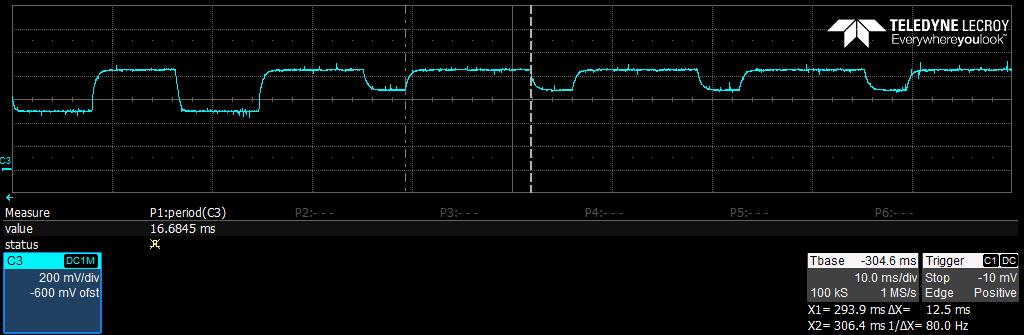 TELEDYNE LECROY
Everywhereyoulook™
C3
Measure P1:period(C3) P2:- - - P3:- - - P4:- - - P5:- - - P6:- - -
value 16.6845 ms
status
C3 DC1M
200 mV/div
-600 mV ofst
Tbase -304.6 ms
10.0 ms/div
100 kS 1 MS/s
Trigger C1 DC
Stop -10 mV
Edge Positive
X1= 293.9 ms ΔX= 12.5 ms
X2= 306.4 ms 1/ΔX= 80.0 Hz